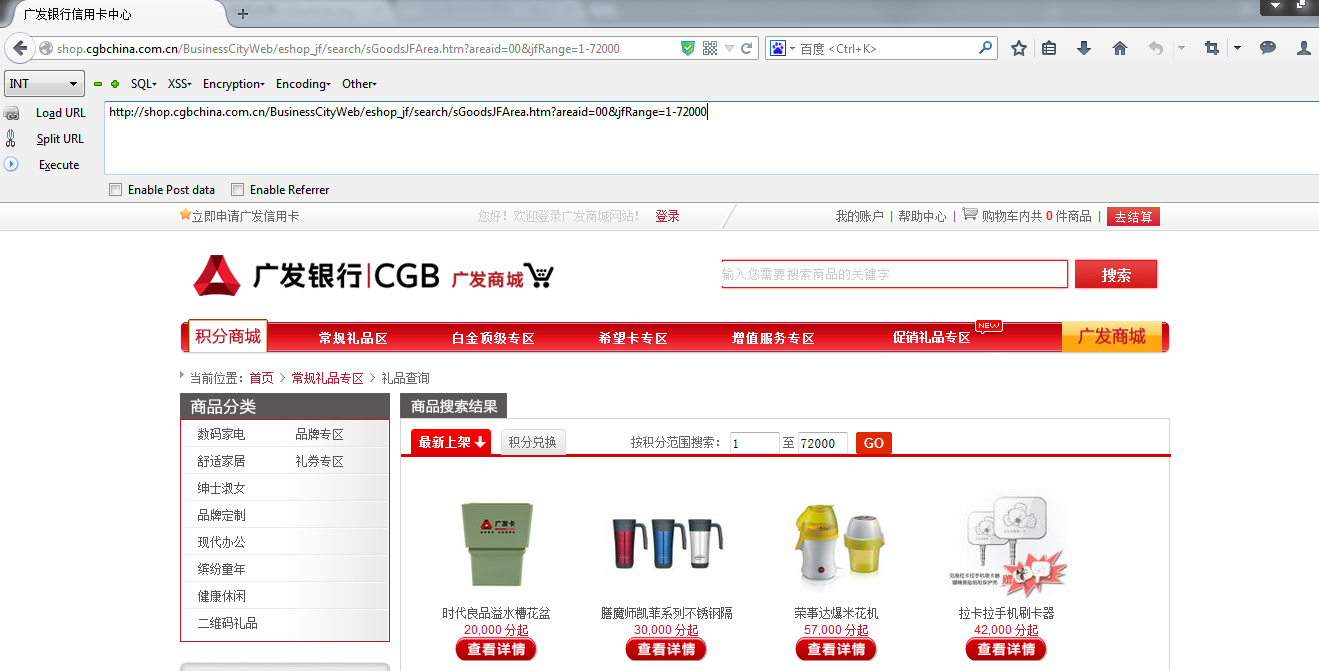 广发银行信用卡中心
shop.cgbchina.com.cn/BusinessCityWeb/eshop_jf/search/sGoodsJFArea.htm?areaid=00&jfRange=1-72000
百度 <Ctrl+K>
INT SQL XSS Encryption Encoding Other
Load URL http://shop.cgbchina.com.cn/BusinessCityWeb/eshop_jf/search/sGoodsJFArea.htm?areaid=00&jfRange=1-72000
Split URL
Execute
Enable Post data Enable Referrer
立即申请广发信用卡 您好！欢迎登录广发商城网站！ 登录 我的账户 | 帮助中心 | 购物车内共 0 件商品 | 去结算
广发银行|CGB 广发商城 输入您需要搜索商品的关键字 搜索
积分商城 常规礼品区 白金顶级专区 希望卡专区 增值服务专区 促销礼品专区 NEW 广发商城
当前位置：首页 > 常规礼品专区 > 礼品查询
商品分类 商品搜索结果
数码家电 品牌专区
舒适家居 礼券专区
绅士淑女
品牌定制
现代办公
缤纷童年
健康休闲
二维码礼品
最新上架 积分兑换 按积分范围搜索： 1 至 72000 GO
广发卡
时代良品溢水槽花盆 膳魔师凯菲系列不锈钢隔 荣事达爆米花机 拉卡拉手机刷卡器
20,000 分起 30,000 分起 57,000 分起 42,000 分起
查看详情 查看详情 查看详情 查看详情